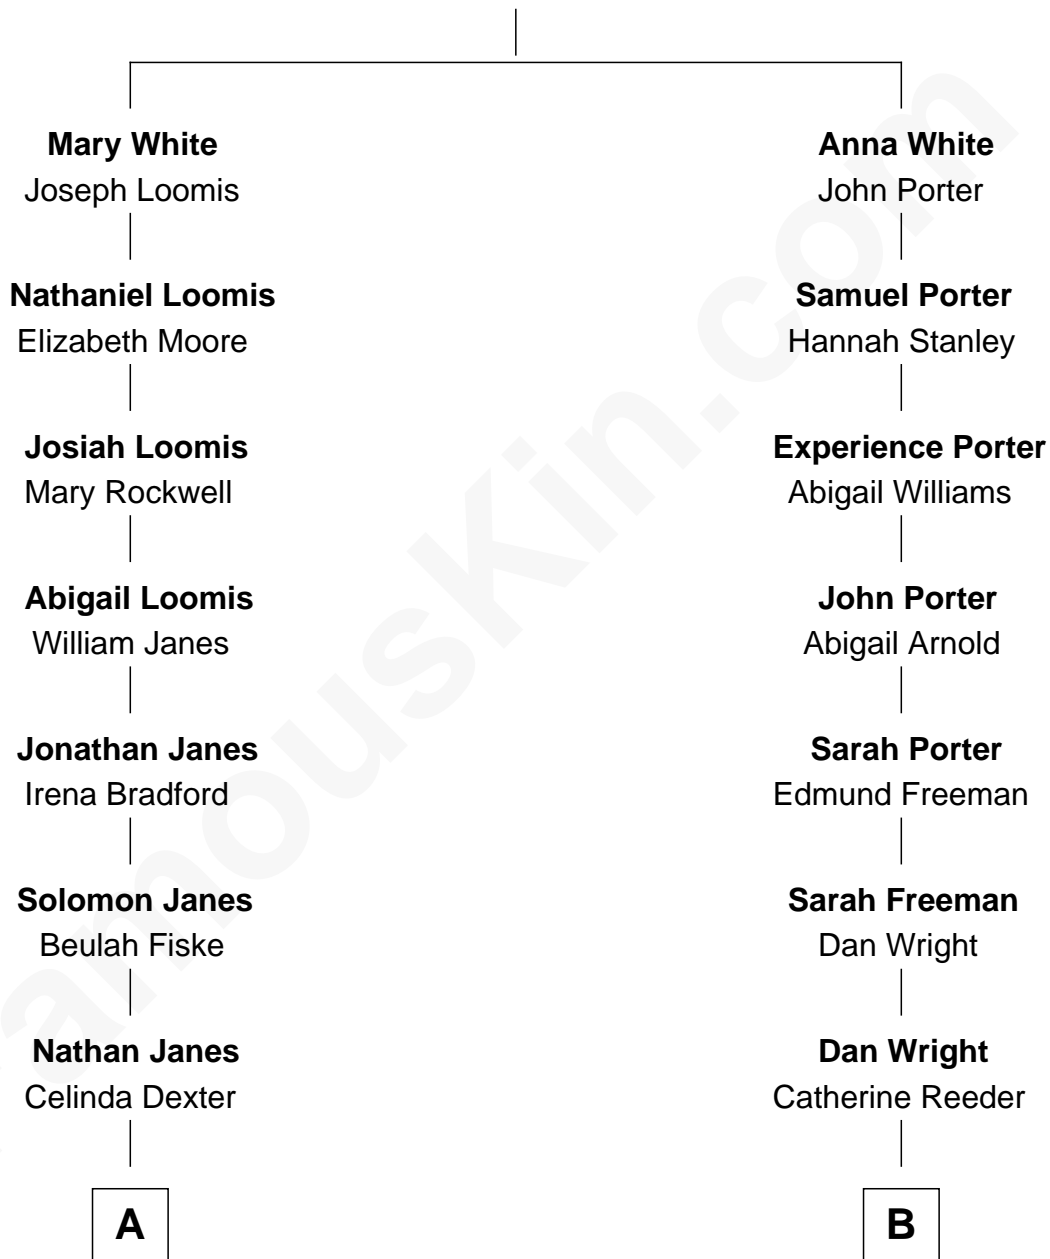 Mary White
Joseph Loomis
Nathaniel Loomis
Elizabeth Moore
Josiah Loomis
Mary Rockwell
Abigail Loomis
William Janes
Jonathan Janes
Irena Bradford
Solomon Janes
Beulah Fiske
Nathan Janes
Celinda Dexter
A
Anna White
John Porter
Samuel Porter
Hannah Stanley
Experience Porter
Abigail Williams
John Porter
Abigail Arnold
Sarah Porter
Edmund Freeman
Sarah Freeman
Dan Wright
Dan Wright
Catherine Reeder
B
amousKin.com